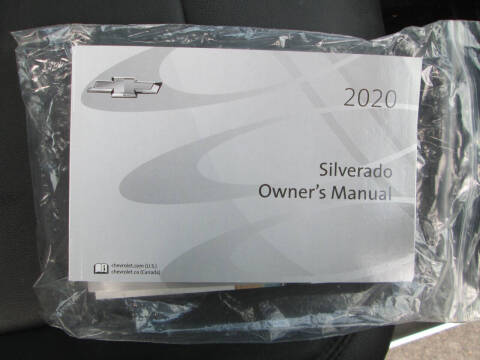 2020
Silverado
Owner's Manual
chevrolet.com (U.S.)
chevrolet.ca (Canada)